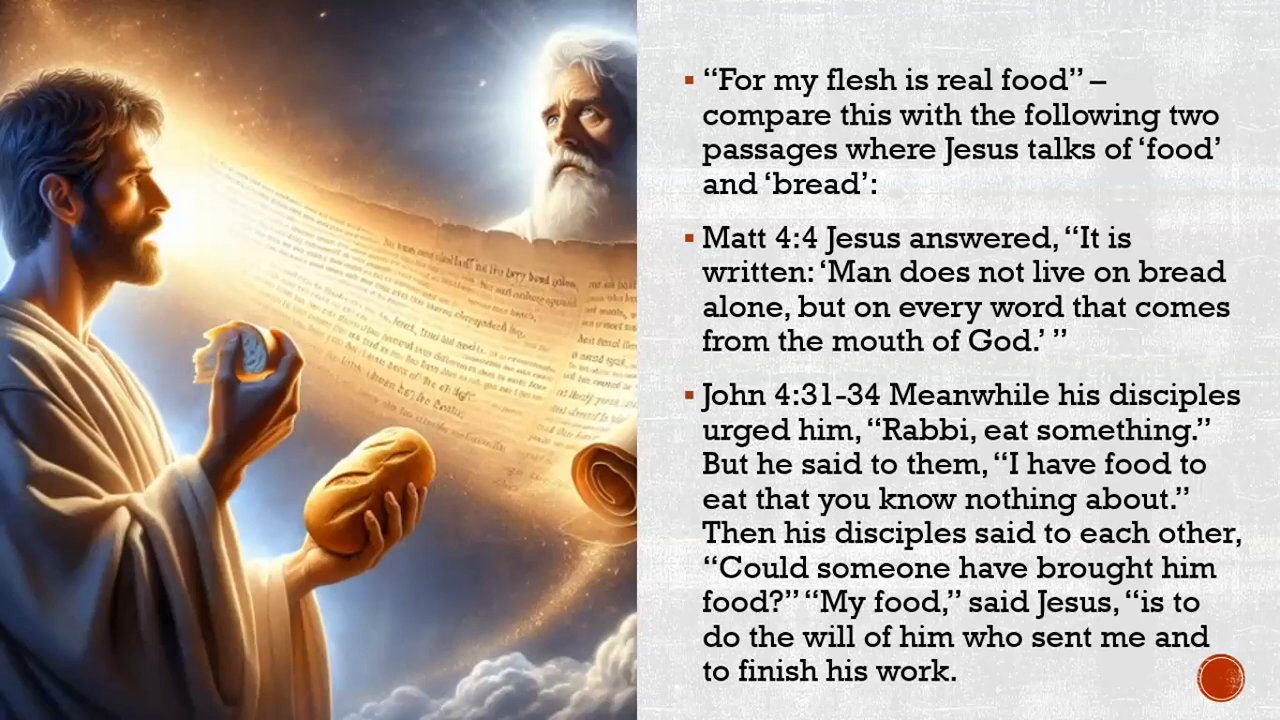 “For my flesh is real food” –
compare this with the following two
passages where Jesus talks of ‘food’
and ‘bread’:
Matt 4:4 Jesus answered, “It is
written: ‘Man does not live on bread
alone, but on every word that comes
from the mouth of God.’ ”
John 4:31-34 Meanwhile his disciples
urged him, “Rabbi, eat something.”
But he said to them, “I have food to
eat that you know nothing about.”
Then his disciples said to each other,
“Could someone have brought him
food?” “My food,” said Jesus, “is to
do the will of him who sent me and
to finish his work.